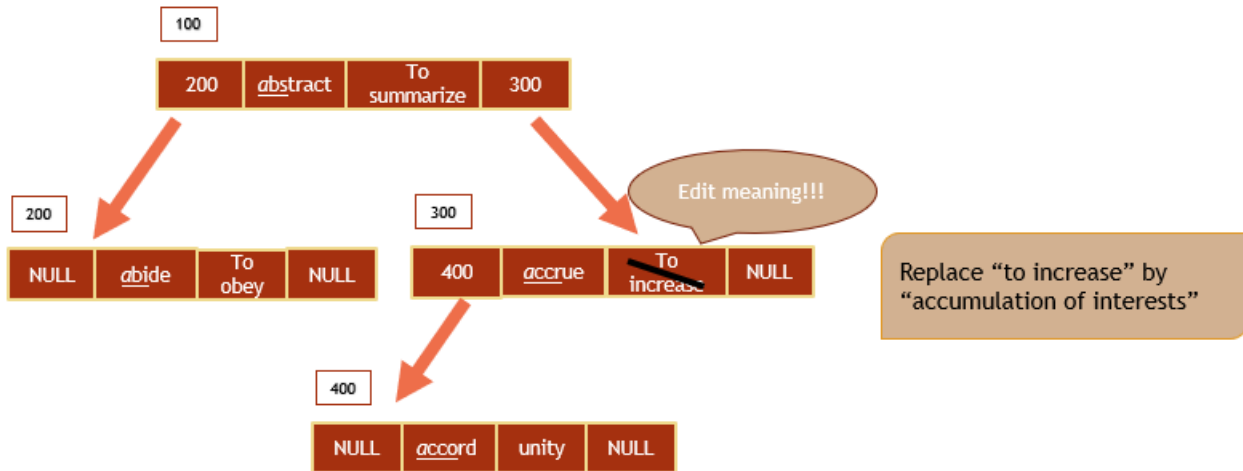 100
200
abstract
To
summarize
300
Edit meaning!!!
200
300
NULL
abide
To
obey
NULL
400
accrue
To
increase
NULL
Replace “to increase” by
“accumulation of interests”
400
NULL
accord
unity
NULL